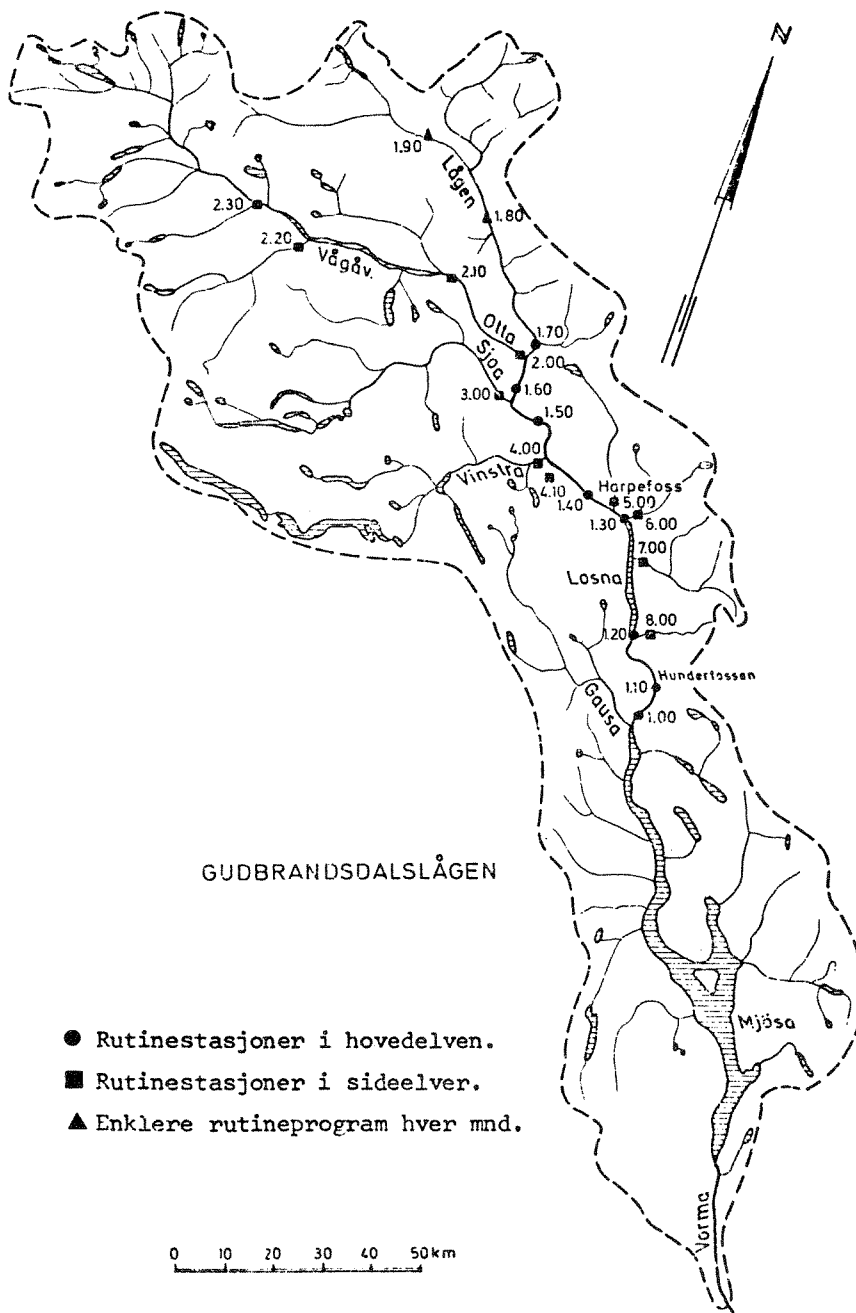 N
1.90
Lågen
1.80
2.30
2.20
Vågåv.
2.10
Otta
1.70
2.00
Sjoa
3.00
1.60
1.50
4.00
Vinstra
4.10
1.40
Harpefoss
5.00
1.30
6.00
7.00
Losna
8.00
1.20
Hunderfossen
1.10
Gausa
1.00
GUDBRANDSDALSLÅGEN
Rutinestasjoner i hovedelven.
Rutinestasjoner i sideelver.
Enklere rutineprogram hver mnd.
Mjösa
Vorma
0 10 20 30 40 50km